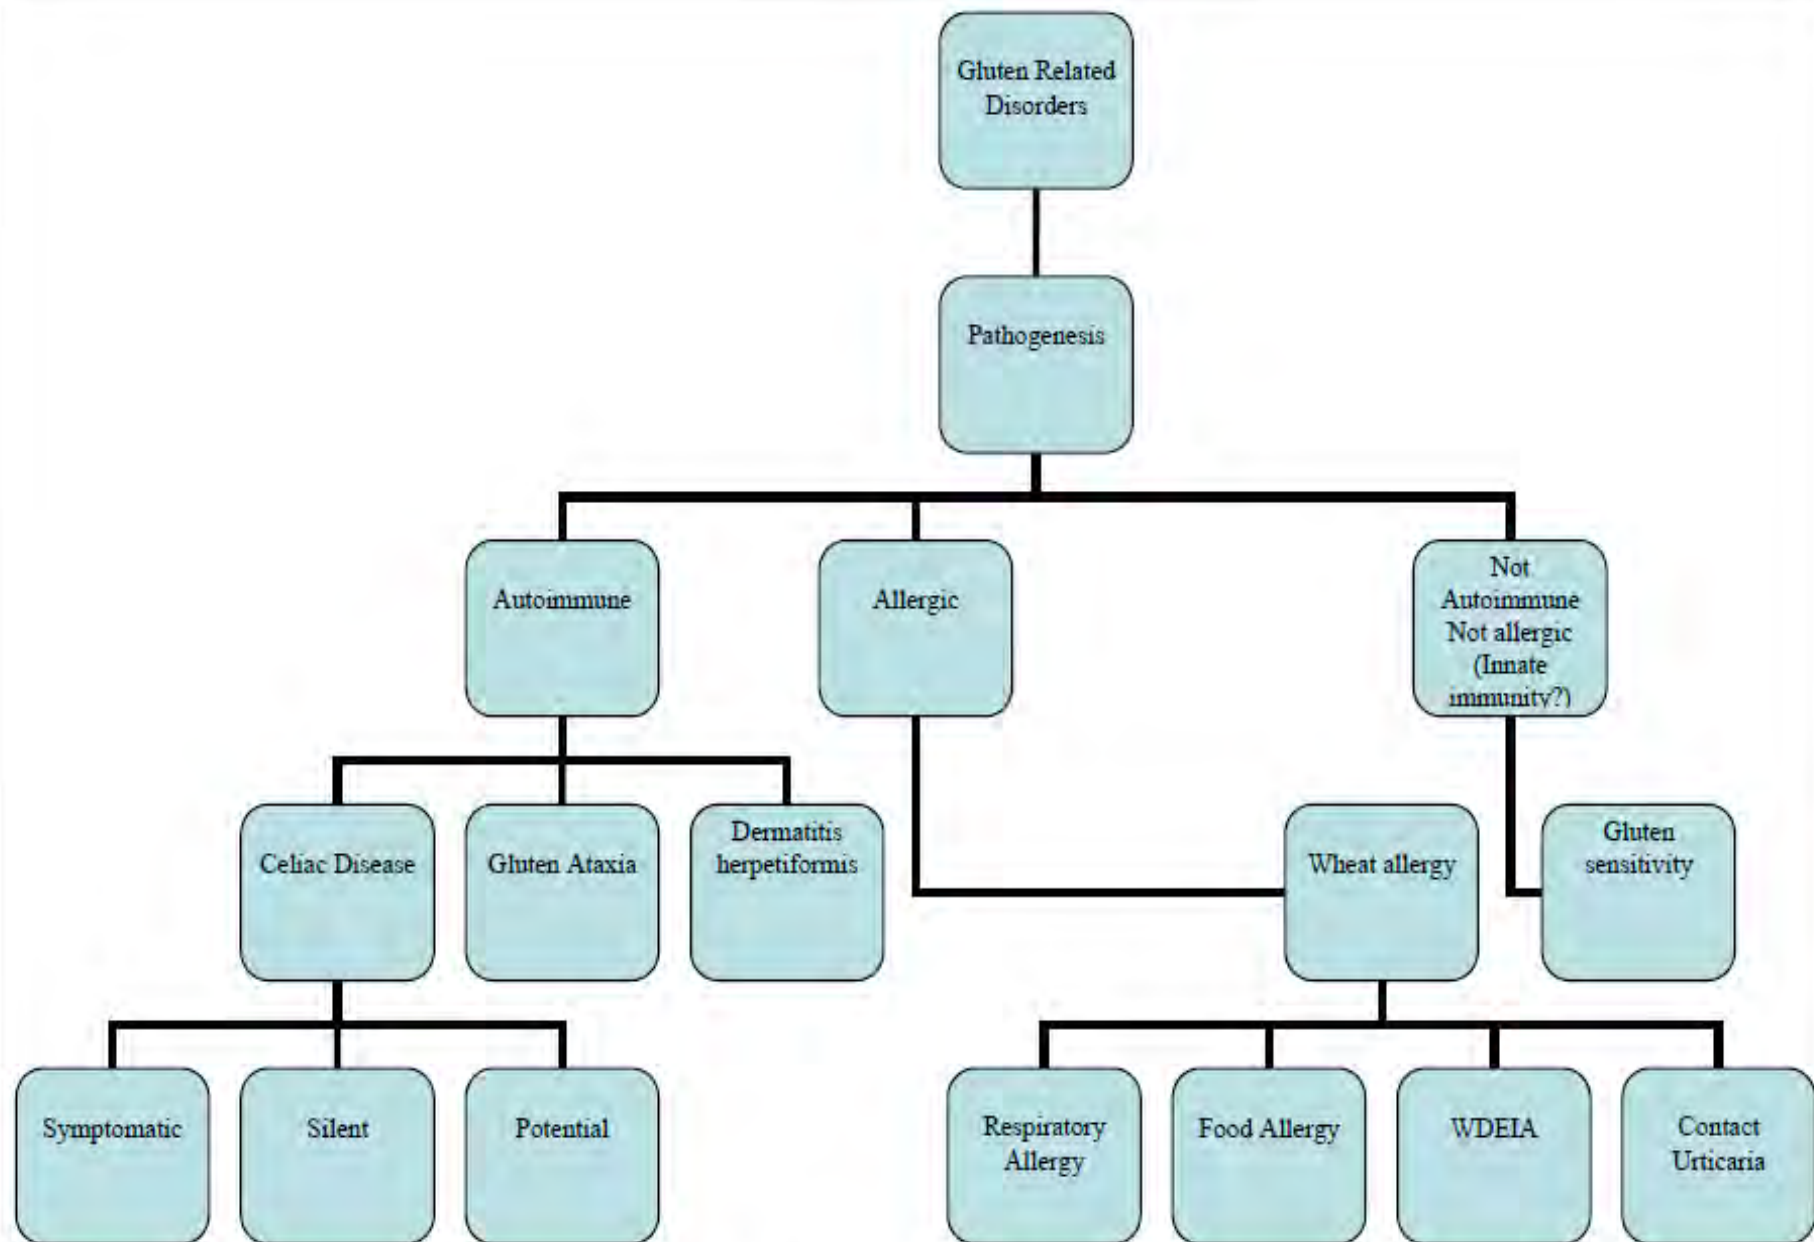 Gluten Related
Disorders
Pathogenesis
Autoimmune
Allergic
Not
Autoimmune
Not allergic
(Innate
immunity?)
Celiac Disease
Gluten Ataxia
Dermatitis
herpetiformis
Wheat allergy
Gluten
sensitivity
Symptomatic
Silent
Potential
Respiratory
Allergy
Food Allergy
WDEIA
Contact
Urticaria